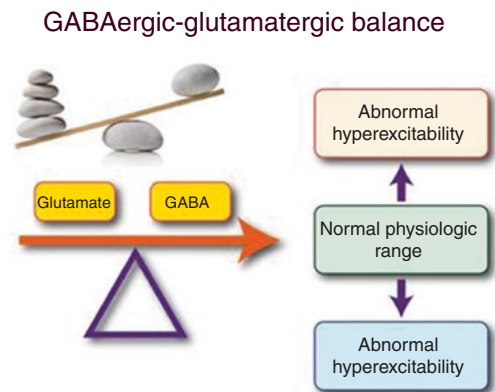 GABAergic-glutamatergic balance
Glutamate
GABA
Abnormal
hyperexcitability
Normal physiologic
range
Abnormal
hyperexcitability